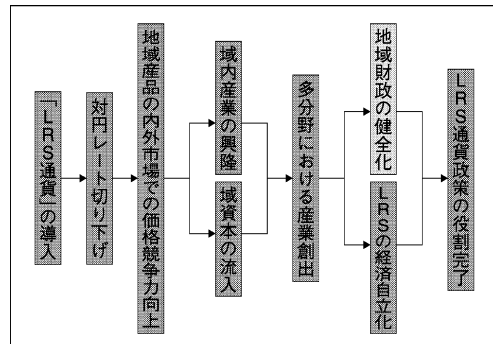 「LRS通貨」の導入
対円レート切り下げ
地域産品の内外市場での価格競争力向上
域内産業の興隆
域資本の流入
多分野における産業創出
地域財政の健全化
LRSの経済自立化
LRS通貨政策の役割完了